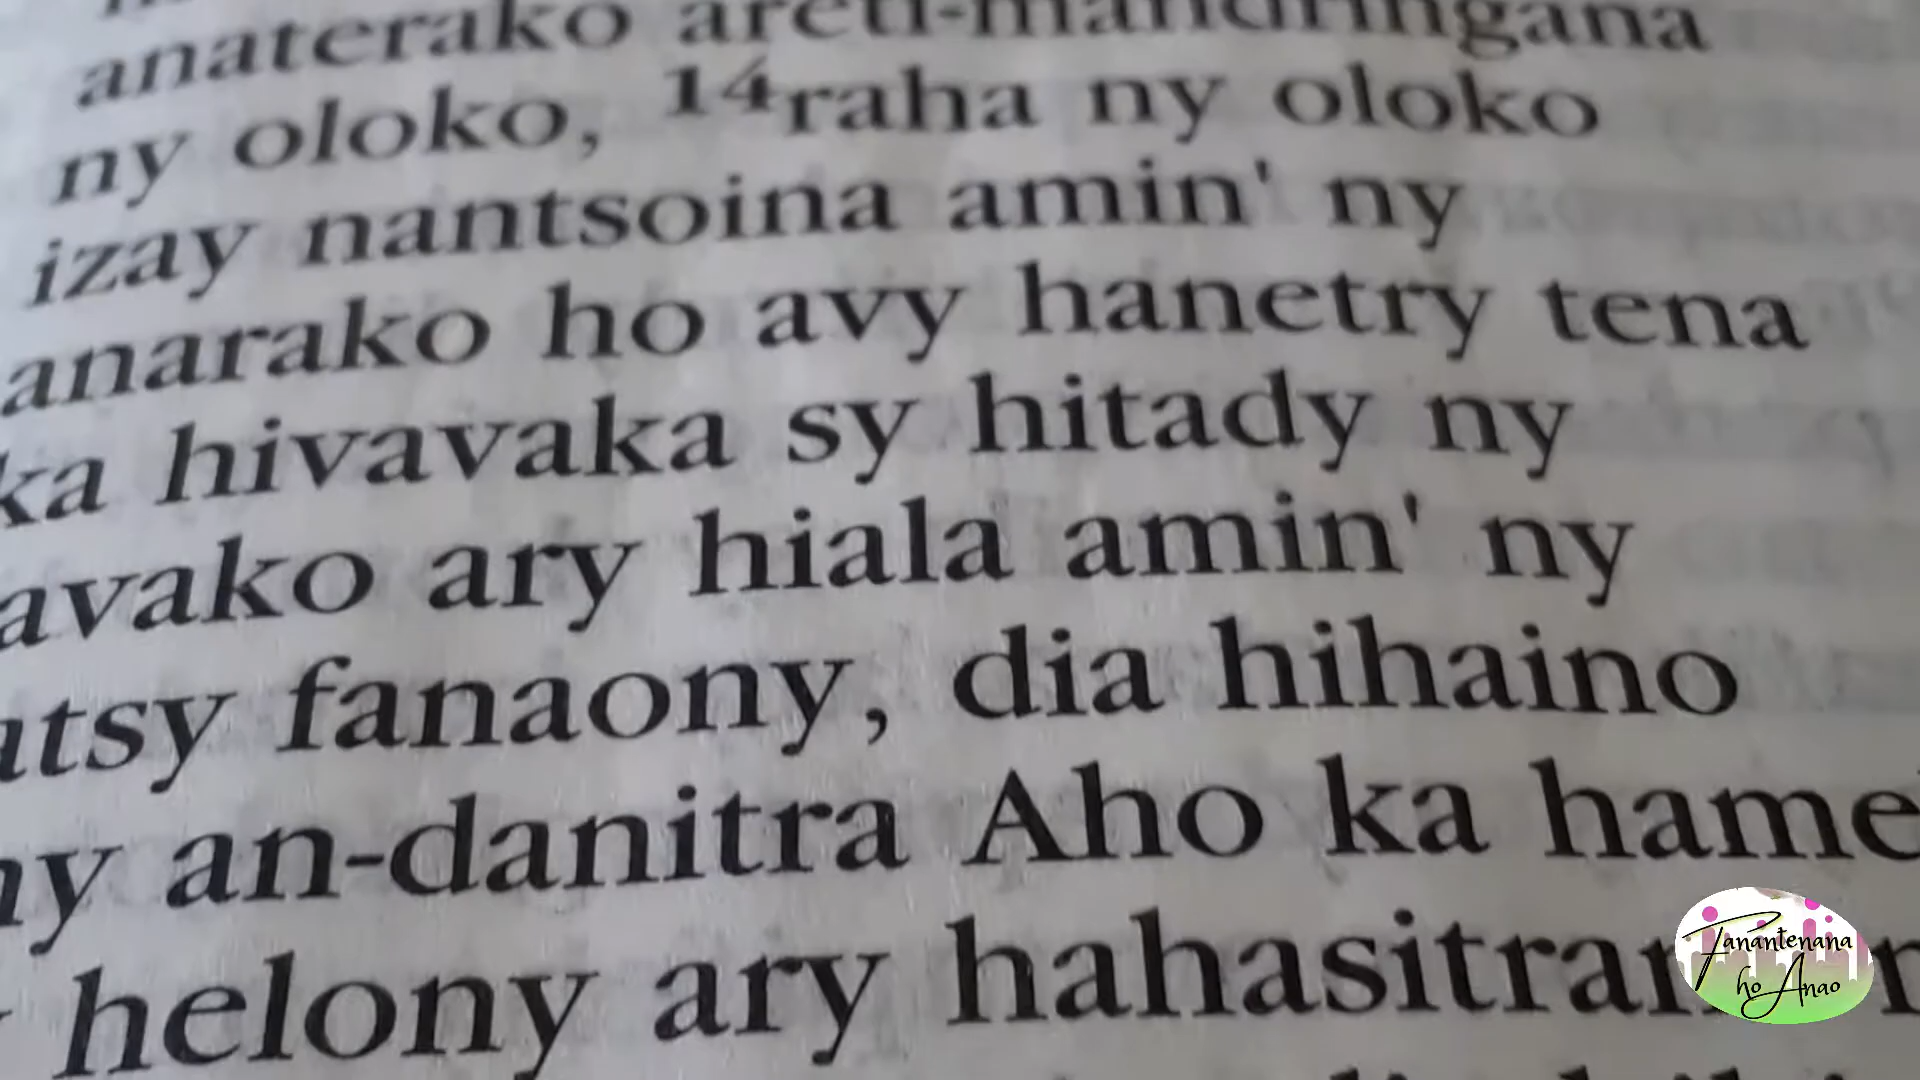 anaterako areti-mandringana
ny oloko, 14raha ny oloko
izay nantsoina amin' ny
anarako ho avy hanetry tena
ka hivavaka sy hitady ny
avako ary hiala amin' ny
atsy fanaony, dia hihaino
ny an-danitra Aho ka hame
helony ary hahasitran
Fanantenana
ho Anao